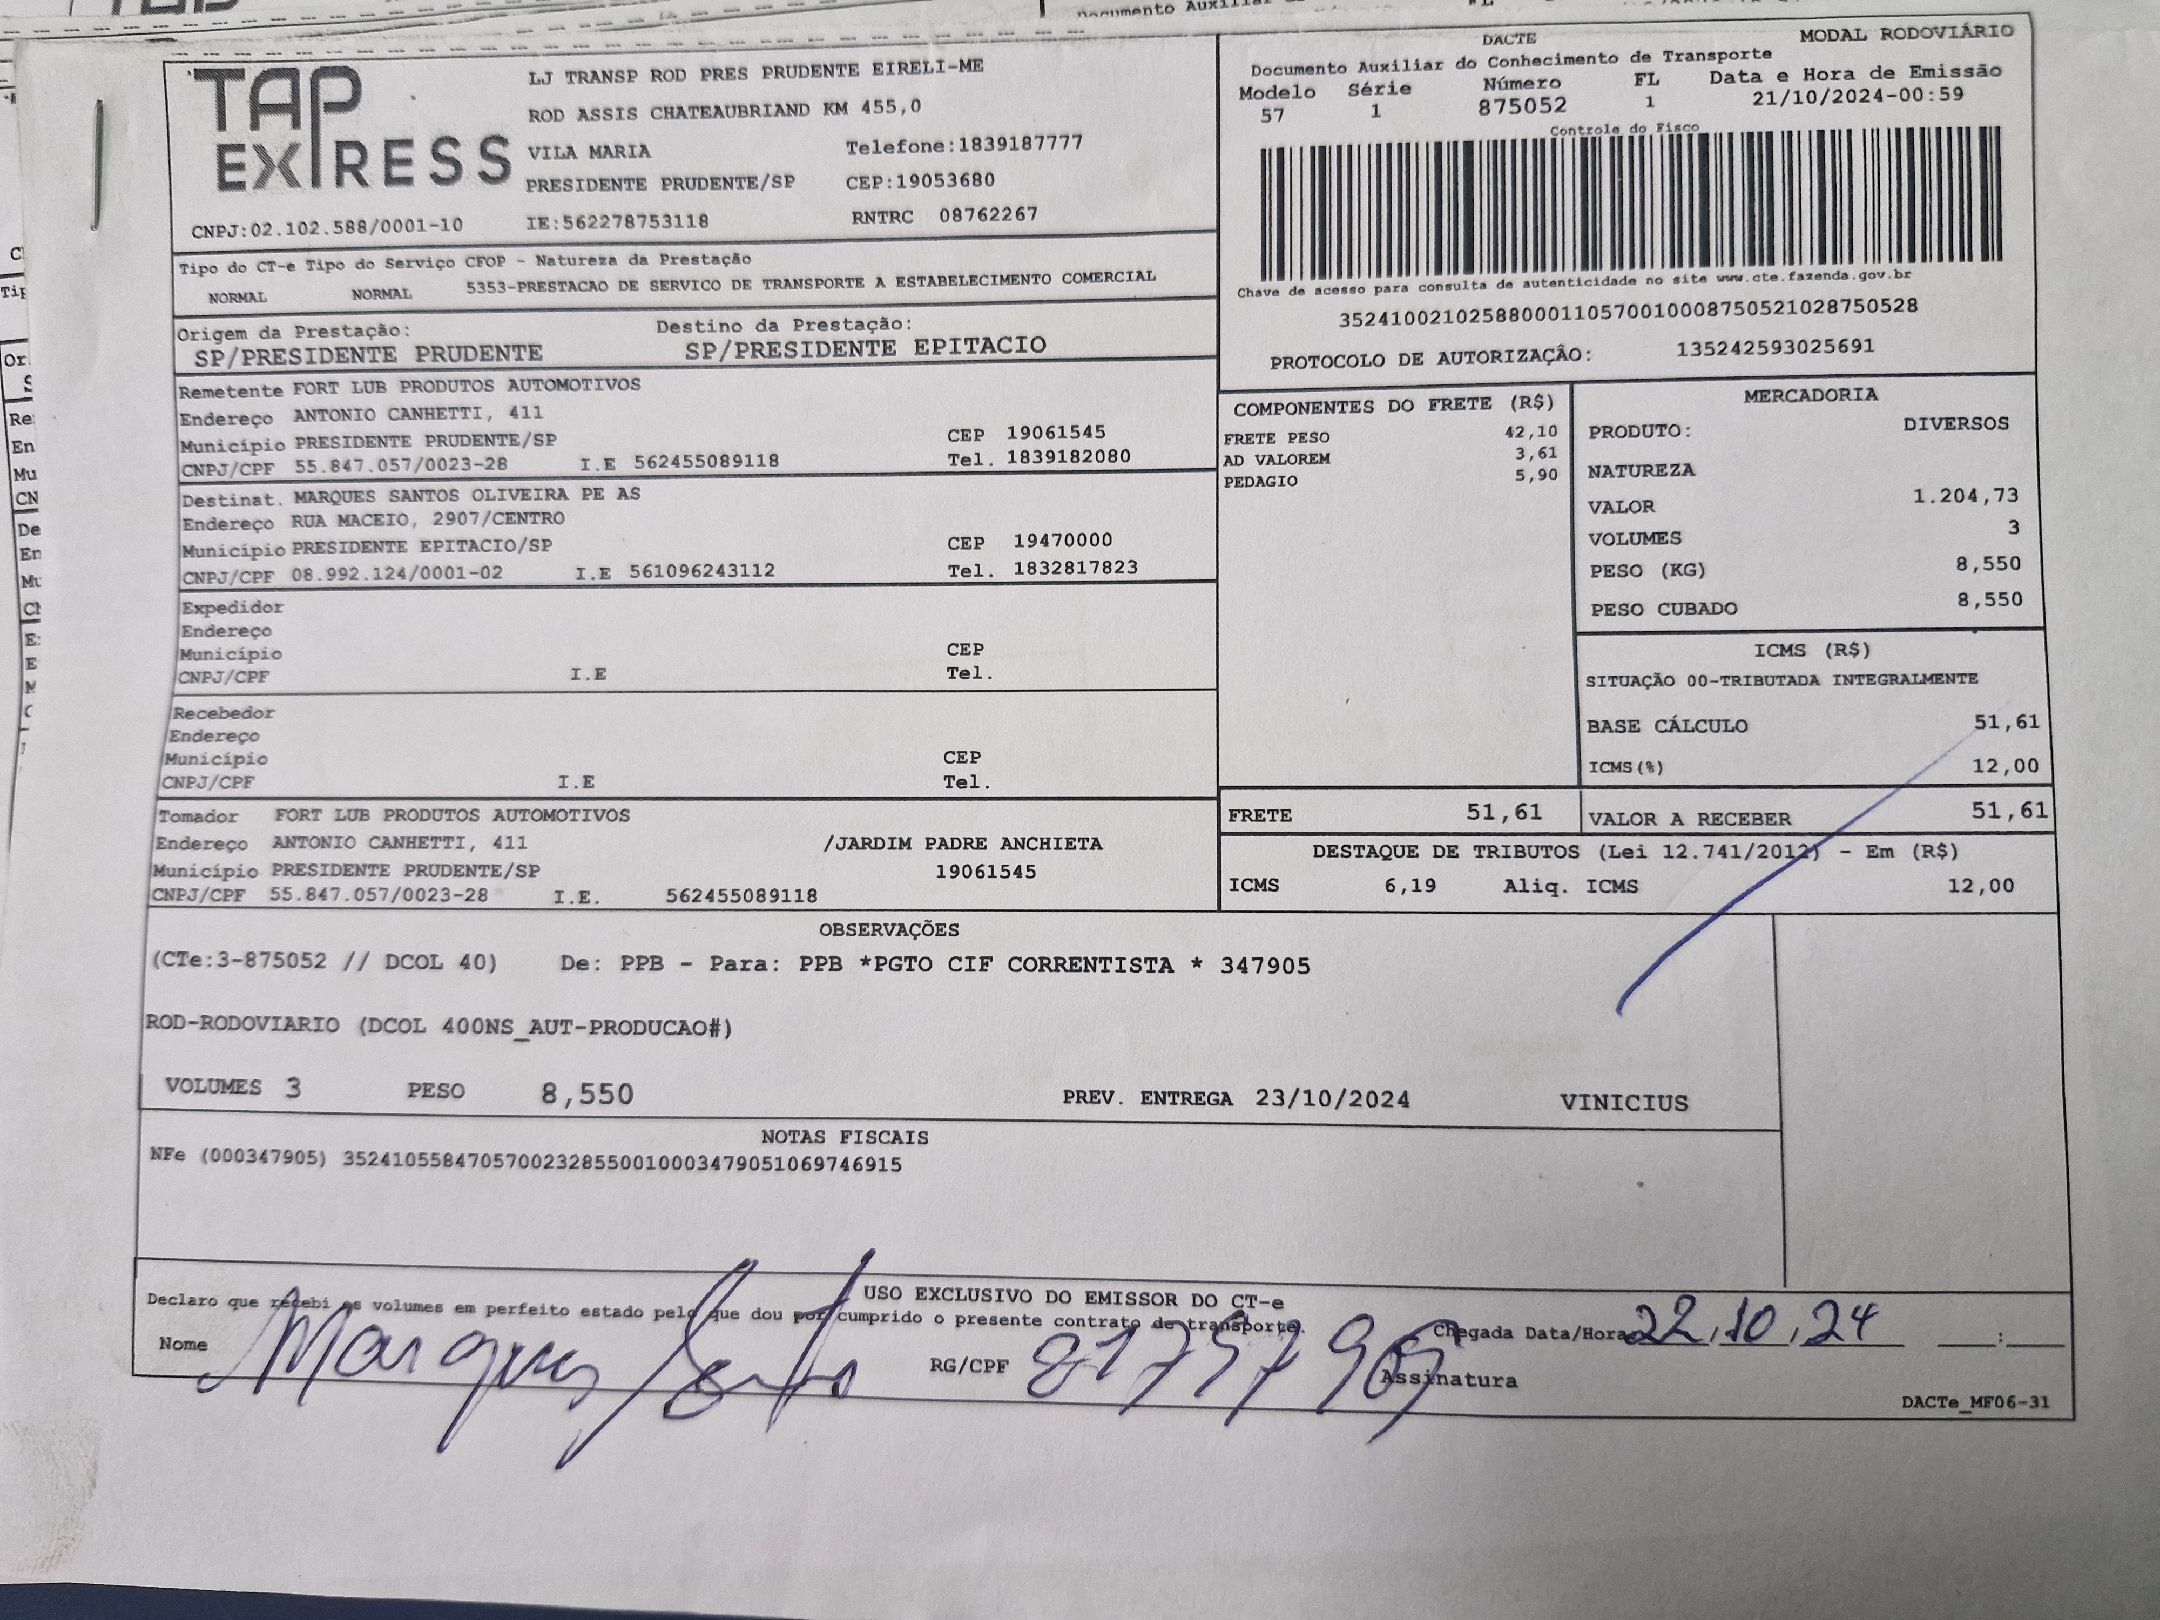 TAP
EXPRESS
LJ TRANSP ROD PRES PRUDENTE EIRELI-ME
ROD ASSIS CHATEAUBRIAND KM 455,0
VILA MARIA Telefone:1839187777
PRESIDENTE PRUDENTE/SP CEP:19053680
CNPJ:02.102.588/0001-10 IE:562278753118 RNTRC 08762267
DACTE MODAL RODOVIÁRIO
Documento Auxiliar do Conhecimento de Transporte
Modelo Série Número FL Data e Hora de Emissão
57 1 875052 1 21/10/2024-00:59
Controle do Fisco
Chave de acesso para consulta de autenticidade no site www.cte.fazenda.gov.br
35241002102588000110570010008750521028750528
PROTOCOLO DE AUTORIZAÇÃO: 135242593025691
Tipo do CT-e Tipo do Serviço CFOP - Natureza da Prestação
NORMAL NORMAL 5353-PRESTACAO DE SERVICO DE TRANSPORTE A ESTABELECIMENTO COMERCIAL
Origem da Prestação: Destino da Prestação:
SP/PRESIDENTE PRUDENTE SP/PRESIDENTE EPITACIO
Remetente FORT LUB PRODUTOS AUTOMOTIVOS
Endereço ANTONIO CANHETTI, 411
Município PRESIDENTE PRUDENTE/SP CEP 19061545
CNPJ/CPF 55.847.057/0023-28 I.E 562455089118 Tel. 1839182080
Destinat. MARQUES SANTOS OLIVEIRA PE AS
Endereço RUA MACEIO, 2907/CENTRO
Município PRESIDENTE EPITACIO/SP CEP 19470000
CNPJ/CPF 08.992.124/0001-02 I.E 561096243112 Tel. 1832817823
Expedidor
Endereço
Município CEP
CNPJ/CPF I.E Tel.
Recebedor
Endereço
Município CEP
CNPJ/CPF I.E Tel.
Tomador FORT LUB PRODUTOS AUTOMOTIVOS
Endereço ANTONIO CANHETTI, 411 /JARDIM PADRE ANCHIETA
Município PRESIDENTE PRUDENTE/SP 19061545
CNPJ/CPF 55.847.057/0023-28 I.E. 562455089118
COMPONENTES DO FRETE (R$)
FRETE PESO 42,10
AD VALOREM 3,61
PEDAGIO 5,90
MERCADORIA
PRODUTO: DIVERSOS
NATUREZA
VALOR 1.204,73
VOLUMES 3
PESO (KG) 8,550
PESO CUBADO 8,550
ICMS (R$)
SITUAÇÃO 00-TRIBUTADA INTEGRALMENTE
BASE CÁLCULO 51,61
ICMS(%) 12,00
FRETE 51,61 VALOR A RECEBER 51,61
DESTAQUE DE TRIBUTOS (Lei 12.741/2012) - Em (R$)
ICMS 6,19 Aliq. ICMS 12,00
OBSERVAÇÕES
(CTe:3-875052 // DCOL 40) De: PPB - Para: PPB *PGTO CIF CORRENTISTA * 347905
ROD-RODOVIARIO (DCOL 400NS_AUT-PRODUCAO#)
VOLUMES 3 PESO 8,550 PREV. ENTREGA 23/10/2024 VINICIUS
NOTAS FISCAIS
NFe (000347905) 35241055847057002328550010003479051069746915
USO EXCLUSIVO DO EMISSOR DO CT-e
Declaro que recebi os volumes em perfeito estado pelo que dou por cumprido o presente contrato de transporte.
Nome Marques RG/CPF Chegada Data/Hora 22/10/24 :
Assinatura
DACTe_MF06-31